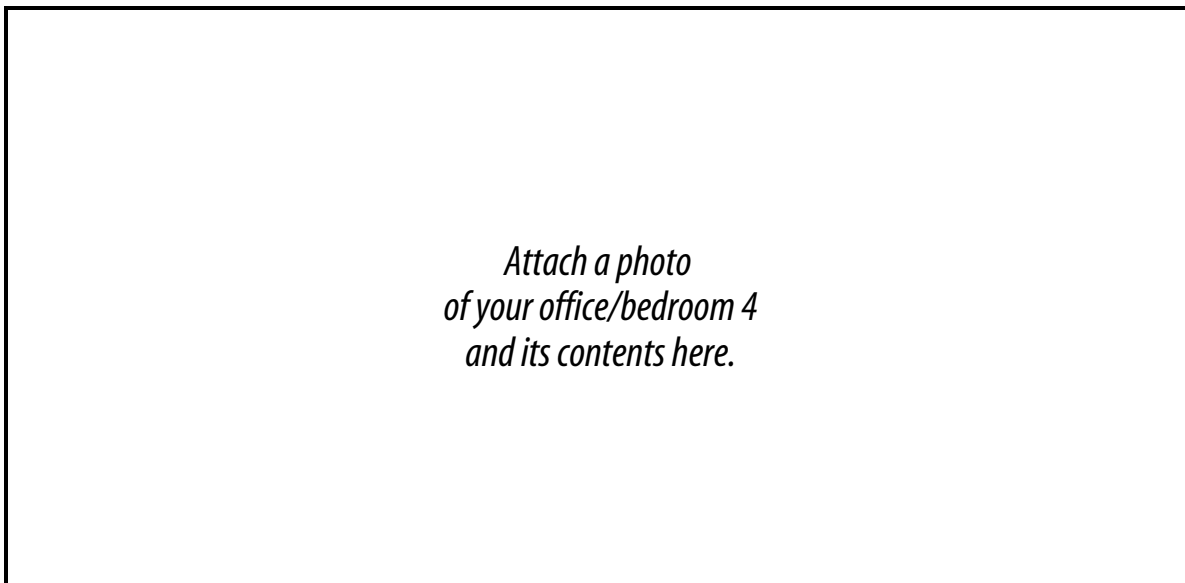 Attach a photo
of your office/bedroom 4
and its contents here.